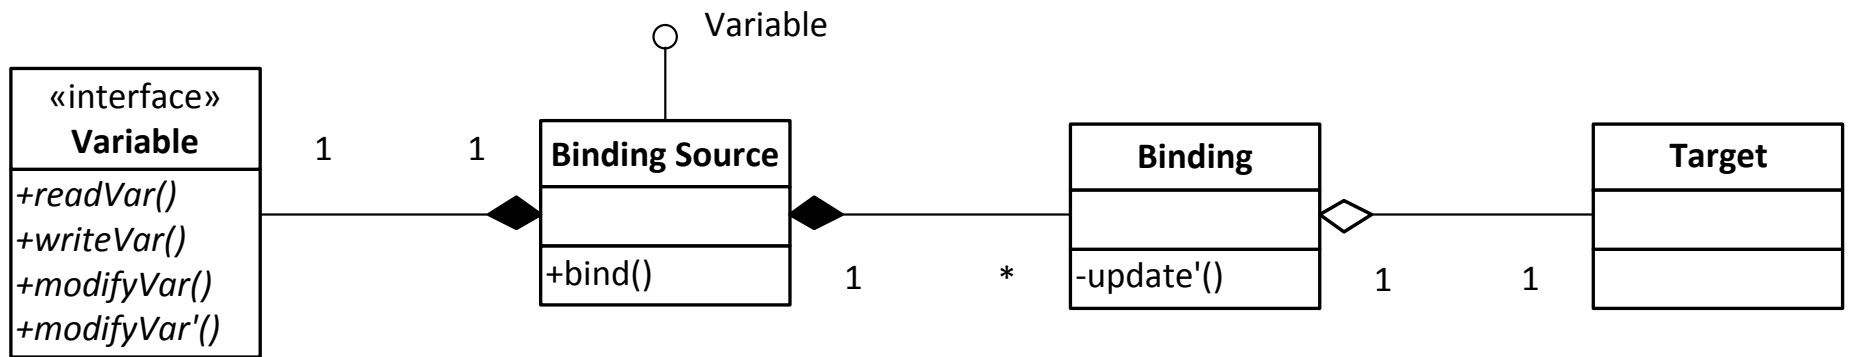 Variable
«interface»
Variable
+readVar()
+writeVar()
+modifyVar()
+modifyVar'()
1
1
Binding Source
+bind()
1
*
Binding
-update'()
1
1
Target